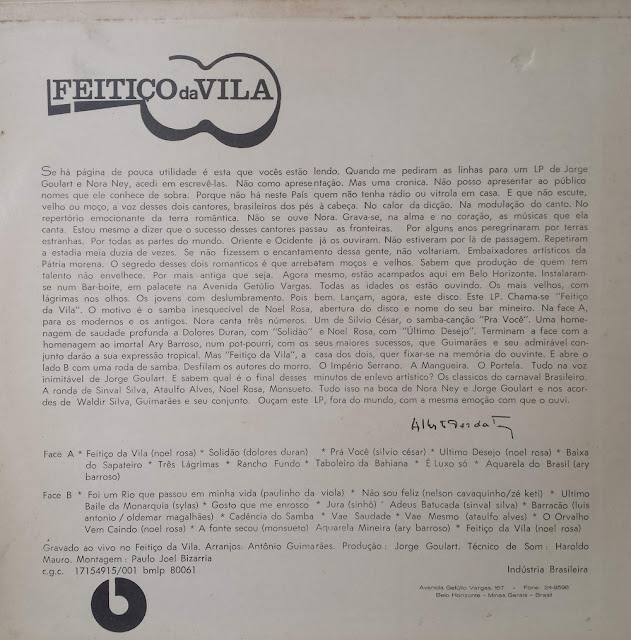 FEITIÇO da VILA
Se há página de pouca utilidade é esta que vocês estão lendo. Quando me pediram as linhas para um LP de Jorge
Goulart e Nora Ney, acedi em escrevê-las. Não como apresentação. Mas uma cronica. Não posso apresentar ao público
nomes que ele conhece de sobra. Porque não há neste País quem não tenha rádio ou vitrola em casa. E que não escute,
velho ou moço, a voz desses dois cantores, brasileiros dos pés à cabeça. No calor da dicção. Na modulação do canto. No
repertório emocionante da terra romântica. Não se ouve Nora. Grava-se, na alma e no coração, as músicas que ela
canta. Estou mesmo a dizer que o sucesso desses cantores passau as fronteiras. Por alguns anos peregrinaram por terras
estranhas. Por todas as partes do mundo. Oriente e Ocidente já os ouviram. Não estiveram por lá de passagem. Repetiram
a estadia meia duzia de vezes. Se não fizessem o encantamento dessa gente, não voltariam. Embaixadores artísticos da
Pátria morena. O segredo desses dois romanticos é que arrebatam moços e velhos. Sabem que produção de quem tem
talento não envelhece. Por mais antiga que seja. Agora mesmo, estão acampados aqui em Belo Horizonte. Instalaram-
se num Bar-boite, em palacete na Avenida Getúlio Vargas. Todas as idades os estão ouvindo. Os mais velhos, com
lágrimas nos olhos. Os jovens com deslumbramento. Pois bem. Lançam, agora, este disco. Este LP. Chama-se "Feitiço
da Vila". O motivo é o samba inesquecível de Noel Rosa, abertura do disco e nome do seu bar mineiro. Na face A,
para os modernos e os antigos. Nora canta três números. Um de Silvio César, o samba-canção "Pra Você". Uma home-
nagem de saudade profunda a Dolores Duran, com "Solidão" e Noel Rosa, com "Último Desejo". Terminam a face com a
homenagem ao imortal Ary Barroso, num pot-pourri, com os seus maiores sucessos, que Guimarães e seu admirável con-
junto darão a sua expressão tropical. Mas "Feitiço da Vila", a casa dos dois, quer fixar-se na memória do ouvinte. E abre o
lado B com uma roda de samba. Desfilam os autores do morro. O Império Serrano. A Mangueira. O Portela. Tudo na voz
inimitável de Jorge Goulart. E sabem qual é o final desses minutos de enlevo artístico? Os classicos do carnaval Brasileiro.
A ronda de Sinval Silva, Ataulfo Alves, Noel Rosa, Monsueto. Tudo isso na boca de Nora Ney e Jorge Goulart e nos acor-
des de Waldir Silva, Guimarães e seu conjunto. Ouçam este LP, fora do mundo, com a mesma emoção com que o ouvi.
Face A * Feitiço da Vila (noel rosa) * Solidão (dolores duran) * Prá Você (silvio césar) * Ultimo Desejo (noel rosa) * Baixa
do Sapateiro * Três Lágrimas * Rancho Fundo * Taboleiro da Bahiana * É Luxo só * Aquarela do Brasil (ary
barroso)
Face B * Foi um Rio que passou em minha vida (paulinho da viola) * Não sou feliz (nelson cavaquinho/zé keti) * Ultimo
Baile da Monarquia (sylas) * Gosto que me enrosco * Jura (sinhô) * Adeus Batucada (sinval silva) * Barracão (luis
antonio / oldemar magalhães) * Cadência do Samba * Vae Saudade * Vae Mesmo (ataulfo alves) * O Orvalho
Vem Caindo (noel rosa) * A fonte secou (monsueto) Aquarela Mineira (ary barroso) * Feitiço da Vila (noel rosa)
Gravado ao vivo no Feitiço da Vila. Arranjos: Antônio Guimarães. Produção : Jorge Goulart. Técnico de Som : Haroldo
Mauro. Montagem : Paulo Joel Bizarria
c.g.c. 17154915/001 bmlp 80061 Indústria Brasileira
Avenida Getúlio Vargas, 167 - Fone: 24-9596
Belo Horizonte - Minas Gerais - Brasil